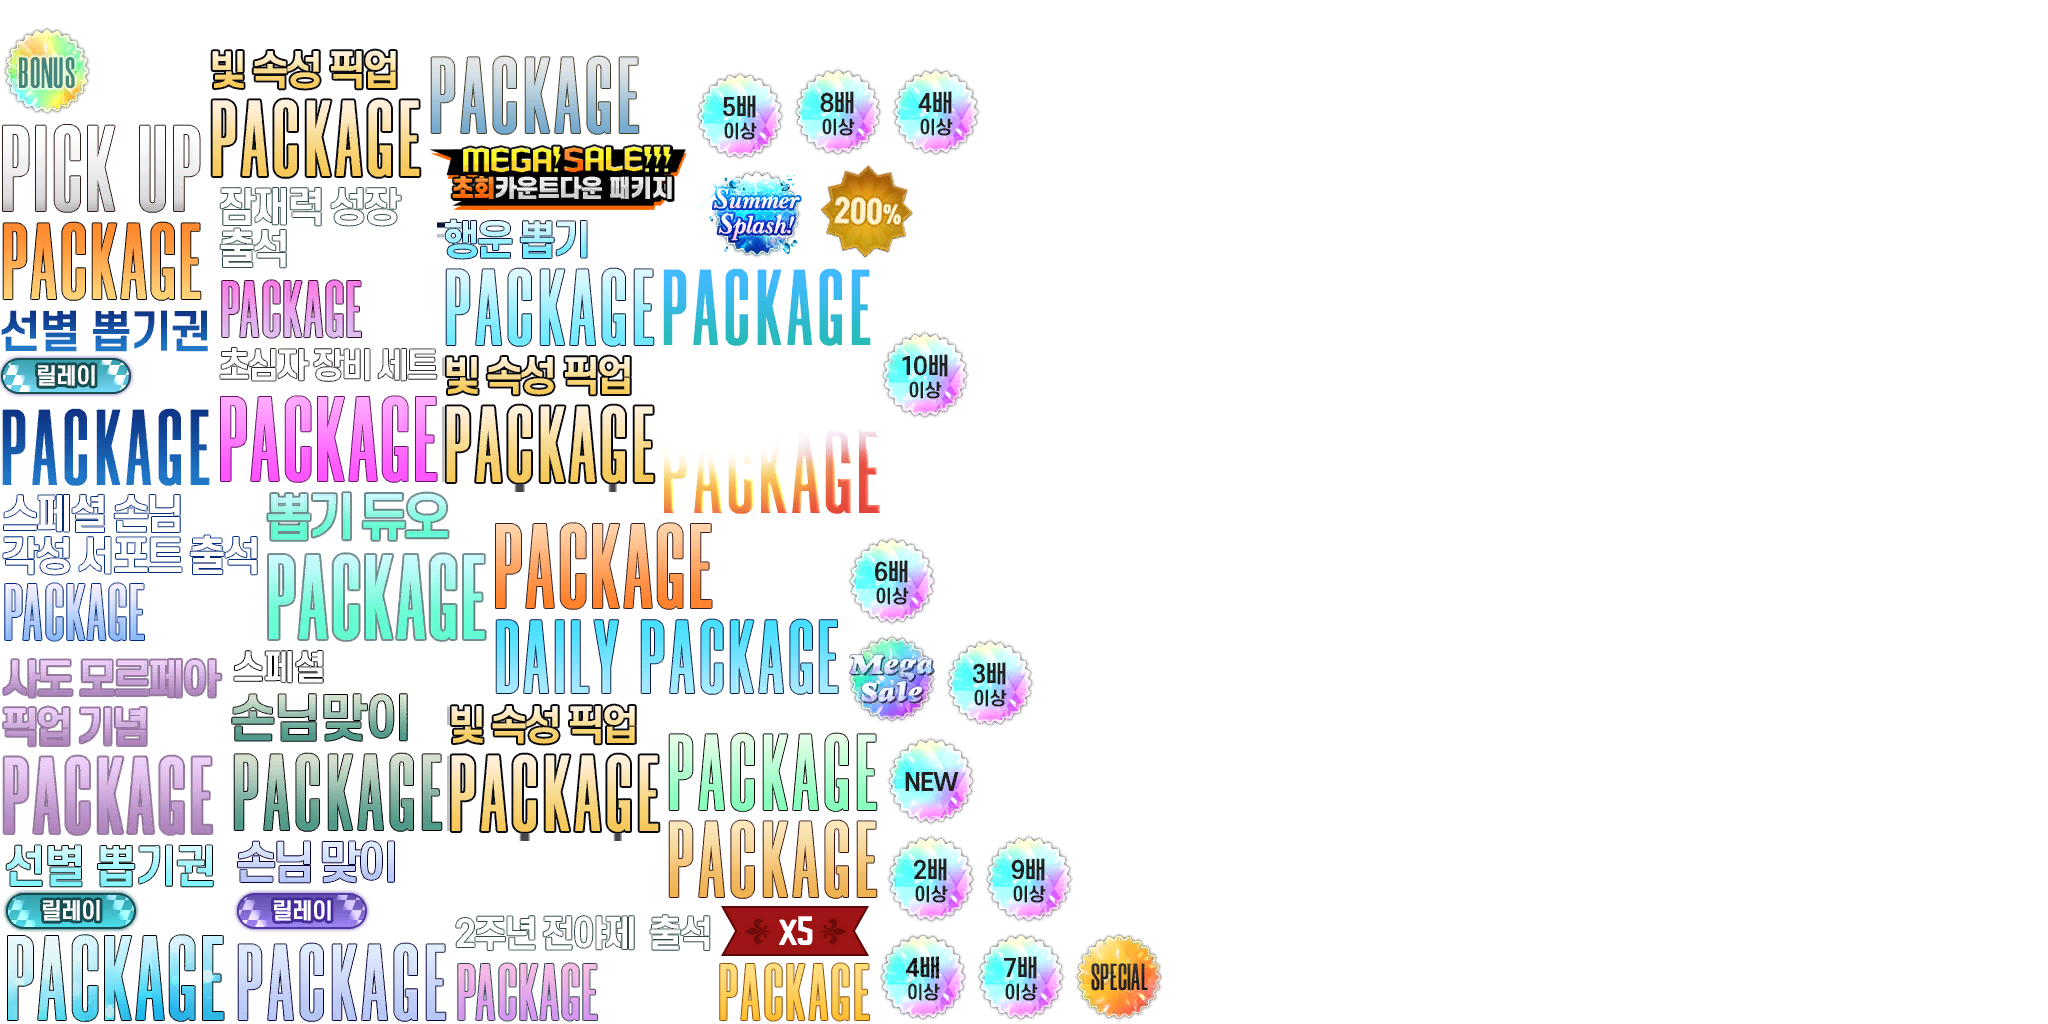 BONUS
PICK UP
PACKAGE
선별 뽑기권
릴레이
PACKAGE
스페셜 손님
각성 서포트 출석
PACKAGE
사도 모르페아
픽업 기념
PACKAGE
선별 뽑기권
릴레이
PACKAGE
빛 속성 픽업
PACKAGE
잠재력 성장
출석
PACKAGE
초심자 장비 세트
PACKAGE
뽑기 듀오
PACKAGE
스페셜
손님맞이
PACKAGE
손님 맞이
릴레이
PACKAGE
PACKAGE
MEGA!SALE!!!
초회카운트다운 패키지
행운 뽑기
PACKAGE
빛 속성 픽업
PACKAGE
PACKAGE
DAILY PACKAGE
빛 속성 픽업
PACKAGE
2주년 전야제 출석
PACKAGE
PACKAGE
PACKAGE
PACKAGE
PACKAGE
X5
PACKAGE
5배
이상
8배
이상
4배
이상
Summer
Splash!
200%
10배
이상
6배
이상
Mega
Sale
3배
이상
NEW
2배
이상
9배
이상
4배
이상
7배
이상
SPECIAL